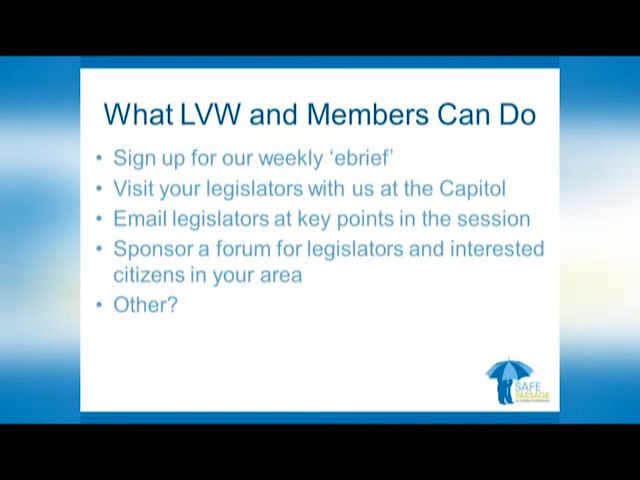 What LVW and Members Can Do
• Sign up for our weekly ‘ebrief’
• Visit your legislators with us at the Capitol
• Email legislators at key points in the session
• Sponsor a forum for legislators and interested
citizens in your area
• Other?
SAFE
PASSAGE